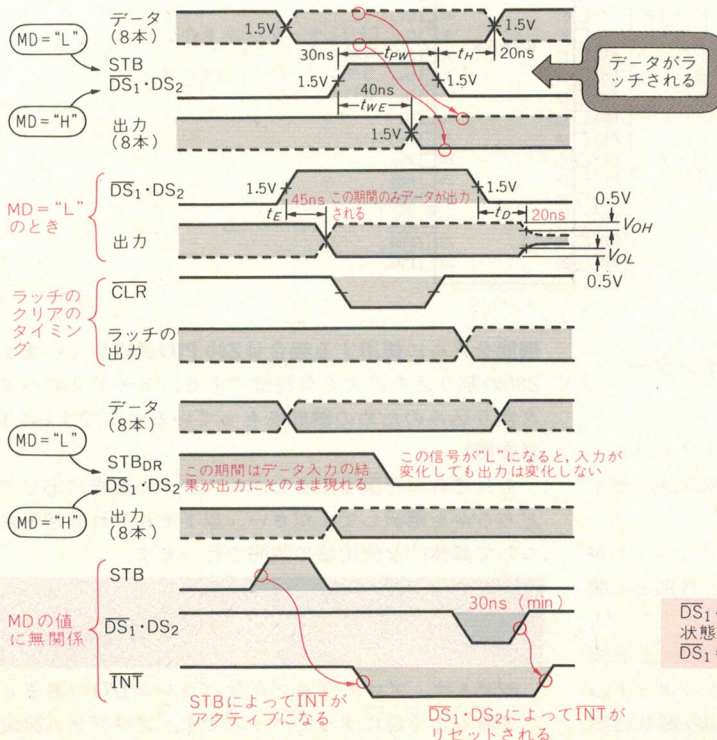 データ
(8本)
1.5V
1.5V
MD="L"
30ns
tPW
tH
20ns
STB
DS1・DS2
1.5V
1.5V
データがラ
ッチされる
MD="H"
40ns
tWE
出力
(8本)
1.5V
DS1・DS2
1.5V
1.5V
MD="L"
のとき
45ns
この期間のみデータが出力
される
tE
tD
20ns
0.5V
VOH
出力
VOL
0.5V
ラッチの
クリアの
タイミン
グ
CLR
ラッチの
出力
データ
(8本)
MD="L"
STBDR
DS1・DS2
この期間はデータ入力の結
果が出力にそのまま現れる
この信号が"L"になると,入力が
変化しても出力は変化しない
MD="H"
出力
(8本)
STB
MDの値
に無関係
DS1・DS2
30ns (min)
INT
STBによってINTが
アクティブになる
DS1・DS2によってINTが
リセットされる
DS1・
状態
DS1=